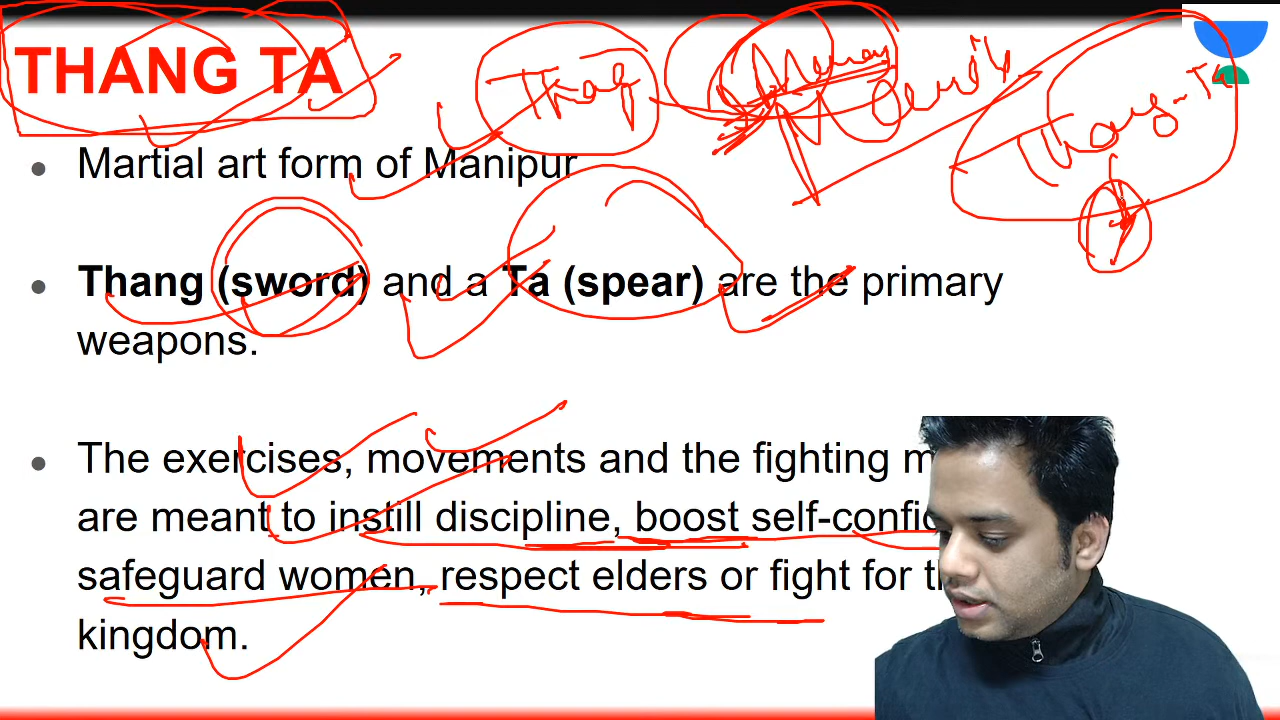 THANG TA
Thang-Ta
• Martial art form of Manipur
• Thang (sword) and a Ta (spear) are the primary
weapons.
• The exercises, movements and the fighting
are meant to instill discipline, boost
safeguard women, respect elders or fight for
kingdom.